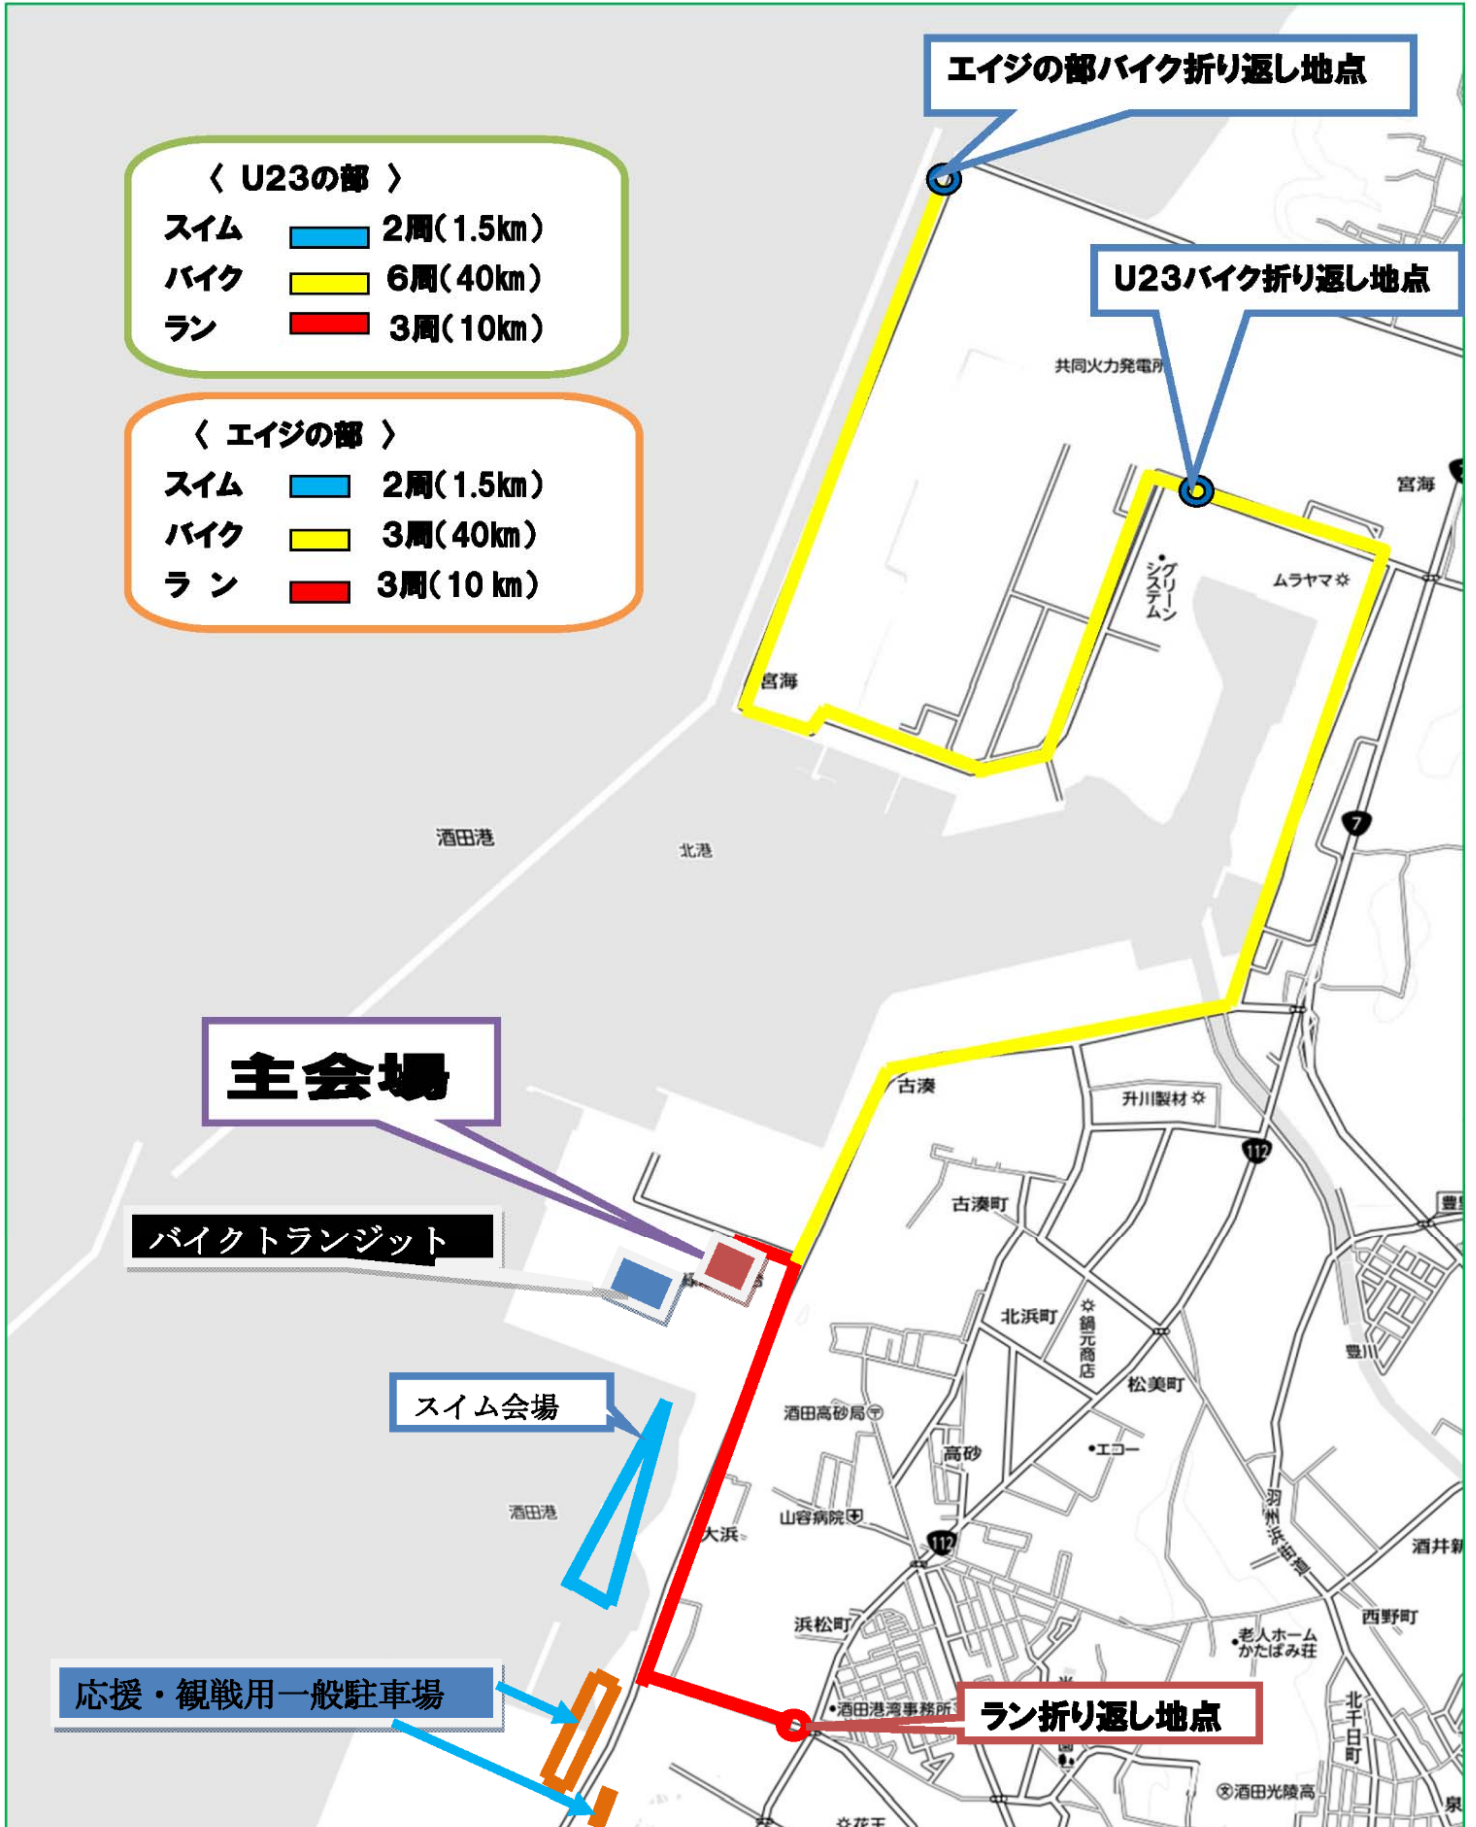 エイジの部バイク折り返し地点
〈 U23の部 〉
スイム 2周(1.5km)
バイク 6周(40km)
ラン 3周(10km)
U23バイク折り返し地点
共同火力発電所
〈 エイジの部 〉
スイム 2周(1.5km)
バイク 3周(40km)
ラン 3周(10km)
宮海
グリーン
システム
ムラヤマ
宮海
7
酒田港
北港
主会場
古湊
升川製材
112
古湊町
バイクトランジット
北浜町
鍋元商店
豊川
松美町
スイム会場
酒田高砂局
高砂
エコー
酒田港
山容病院
大浜
112
酒井新
浜松町
西野町
老人ホーム
かたばみ荘
応援・観戦用一般駐車場
酒田港湾事務所
ラン折り返し地点
北千日町
酒田光陵高
泉
花王